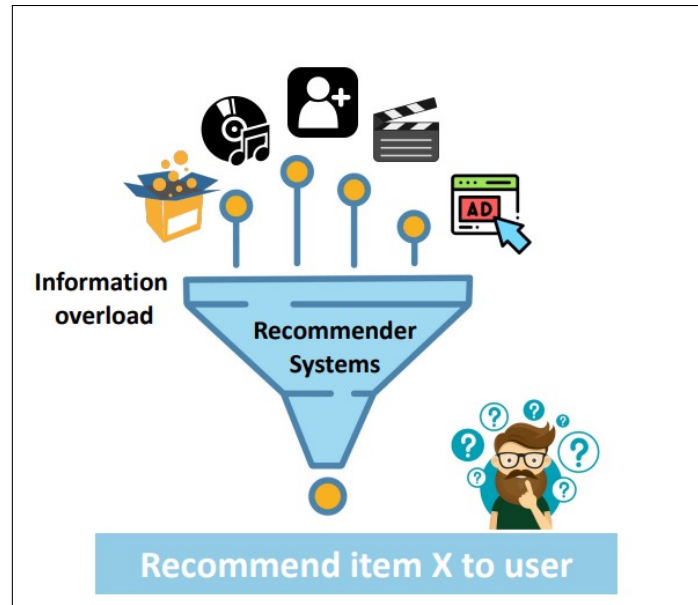 AD
Information
overload
Recommender
Systems
? ? ? ? ? ? ?
Recommend item X to user